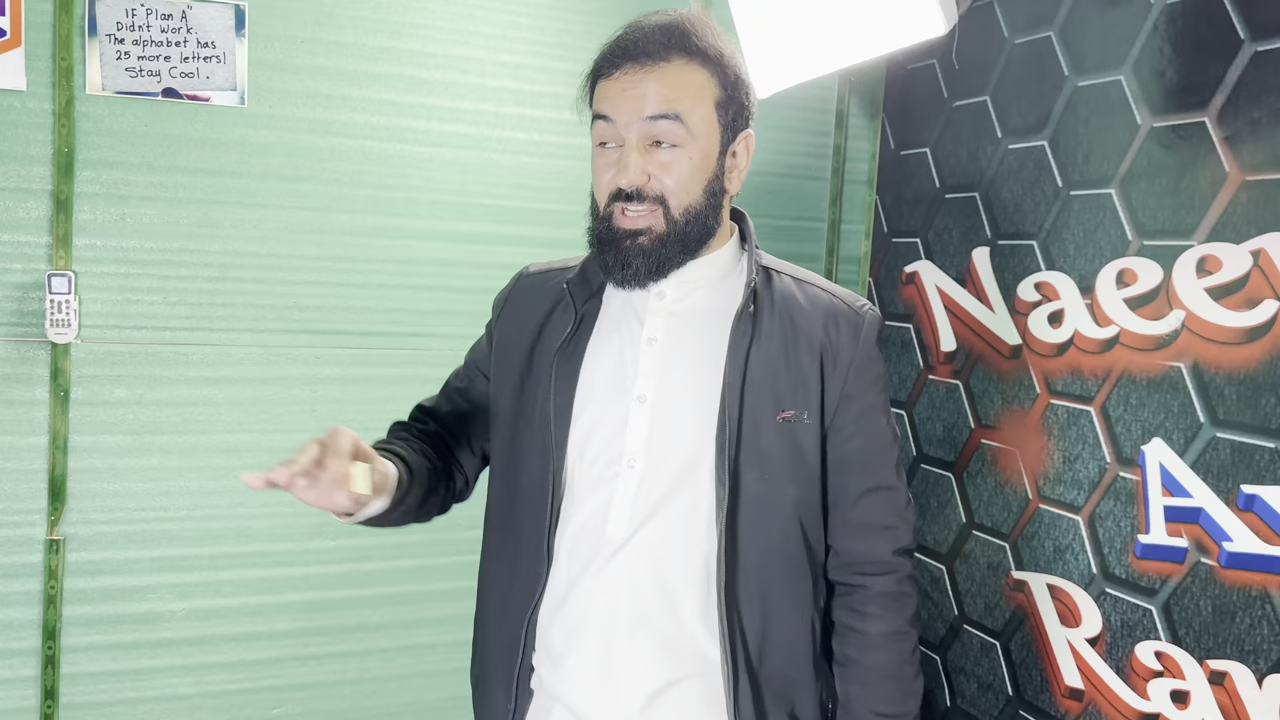 IF "Plan A"
Didn't Work.
The alphabet has
25 more letters!
Stay Cool.
Naee
A
Ra